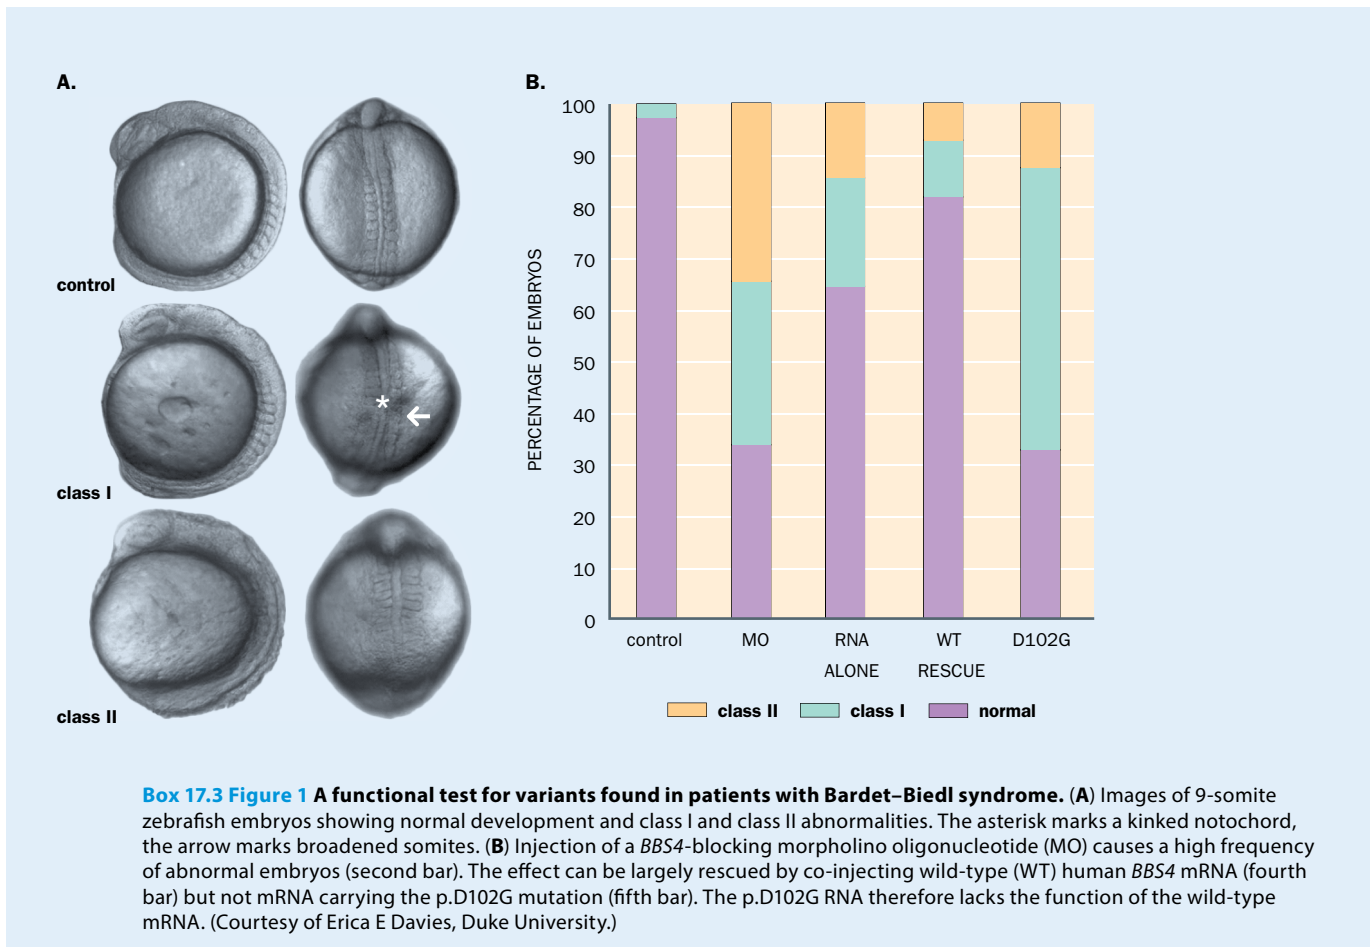 A.
control
class I
*
class II
B.
PERCENTAGE OF EMBRYOS
100
90
80
70
60
50
40
30
20
10
0
control MO RNA WT D102G
ALONE RESCUE
class II class I normal
Box 17.3 Figure 1 A functional test for variants found in patients with Bardet–Biedl syndrome. (A) Images of 9-somite
zebrafish embryos showing normal development and class I and class II abnormalities. The asterisk marks a kinked notochord,
the arrow marks broadened somites. (B) Injection of a BBS4-blocking morpholino oligonucleotide (MO) causes a high frequency
of abnormal embryos (second bar). The effect can be largely rescued by co-injecting wild-type (WT) human BBS4 mRNA (fourth
bar) but not mRNA carrying the p.D102G mutation (fifth bar). The p.D102G RNA therefore lacks the function of the wild-type
mRNA. (Courtesy of Erica E Davies, Duke University.)